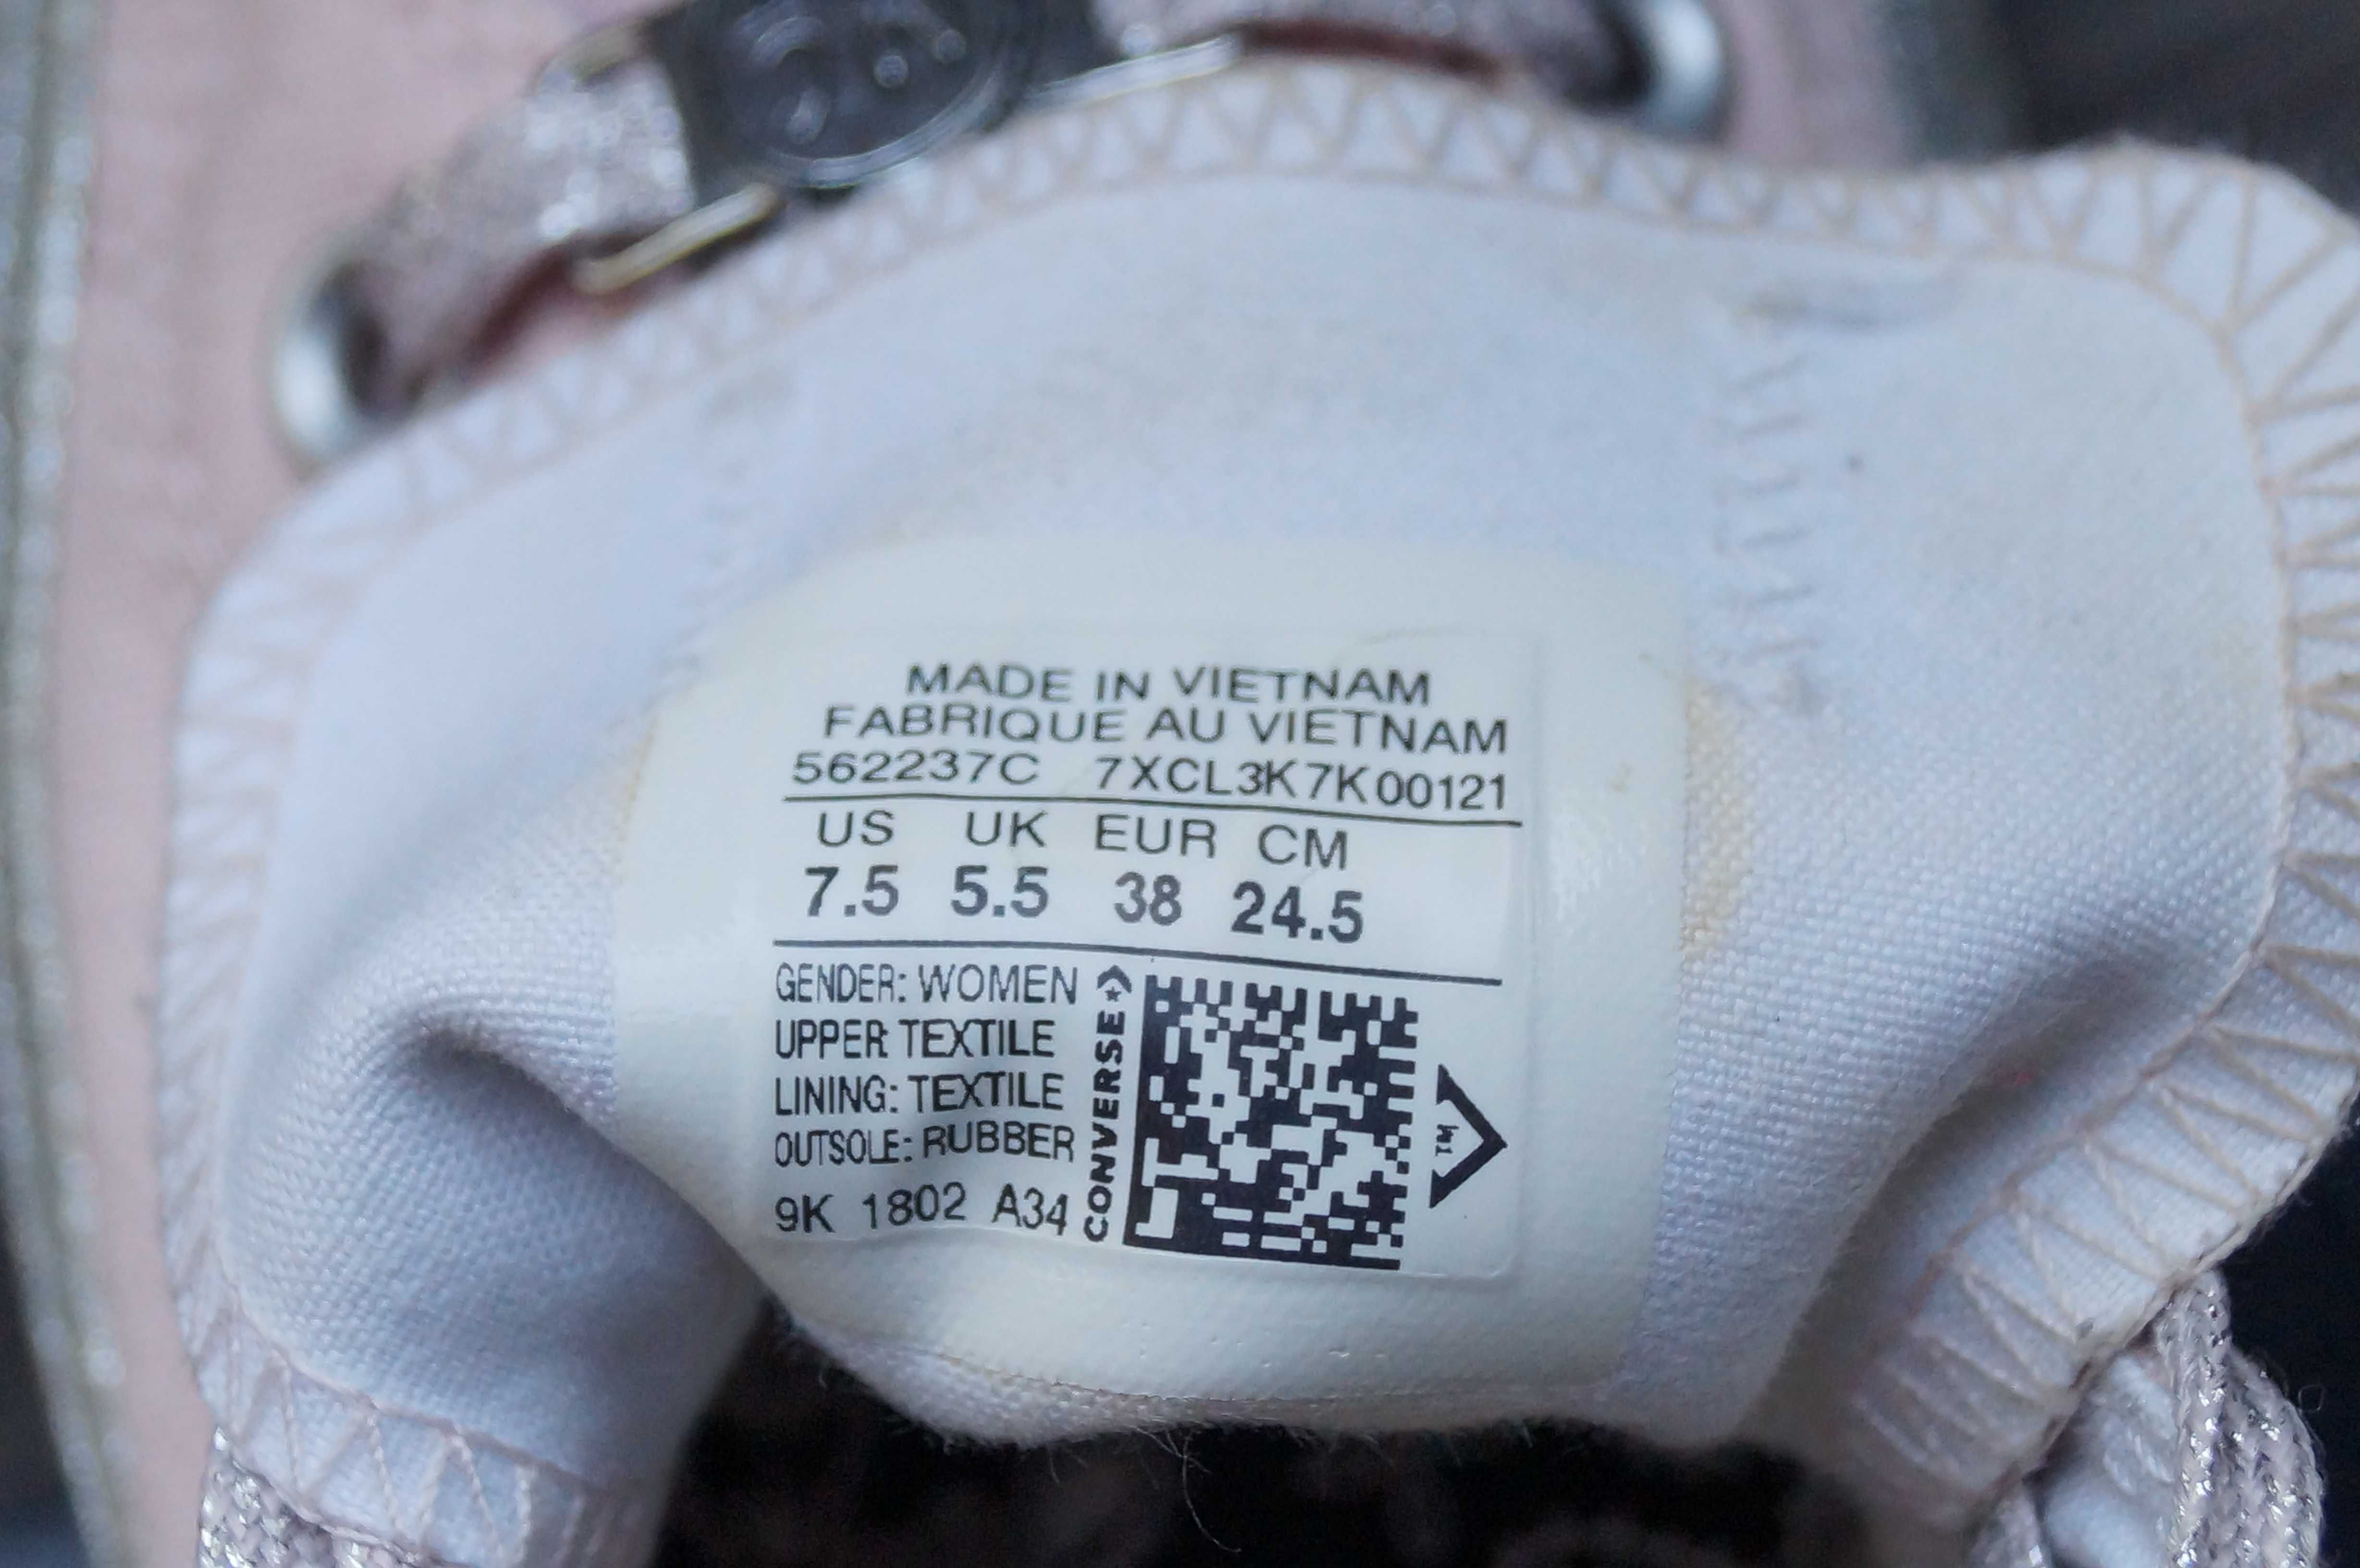 MADE IN VIETNAM
FABRIQUE AU VIETNAM
562237C 7XCL3K7K00121
US UK EUR CM
7.5 5.5 38 24.5
GENDER: WOMEN
UPPER: TEXTILE
LINING: TEXTILE
OUTSOLE: RUBBER
9K 1802 A34
CONVERSE